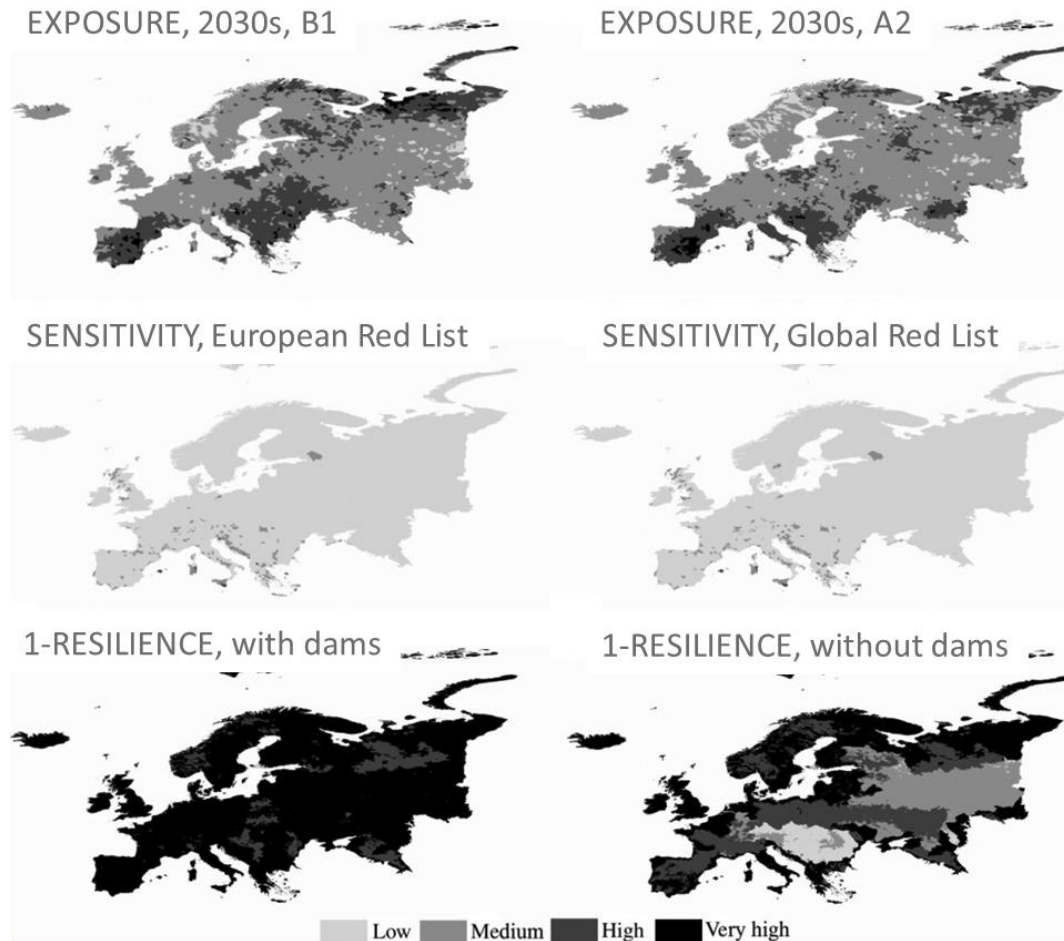 EXPOSURE, 2030s, B1
EXPOSURE, 2030s, A2
SENSITIVITY, European Red List
SENSITIVITY, Global Red List
1-RESILIENCE, with dams
1-RESILIENCE, without dams
Low Medium High Very high